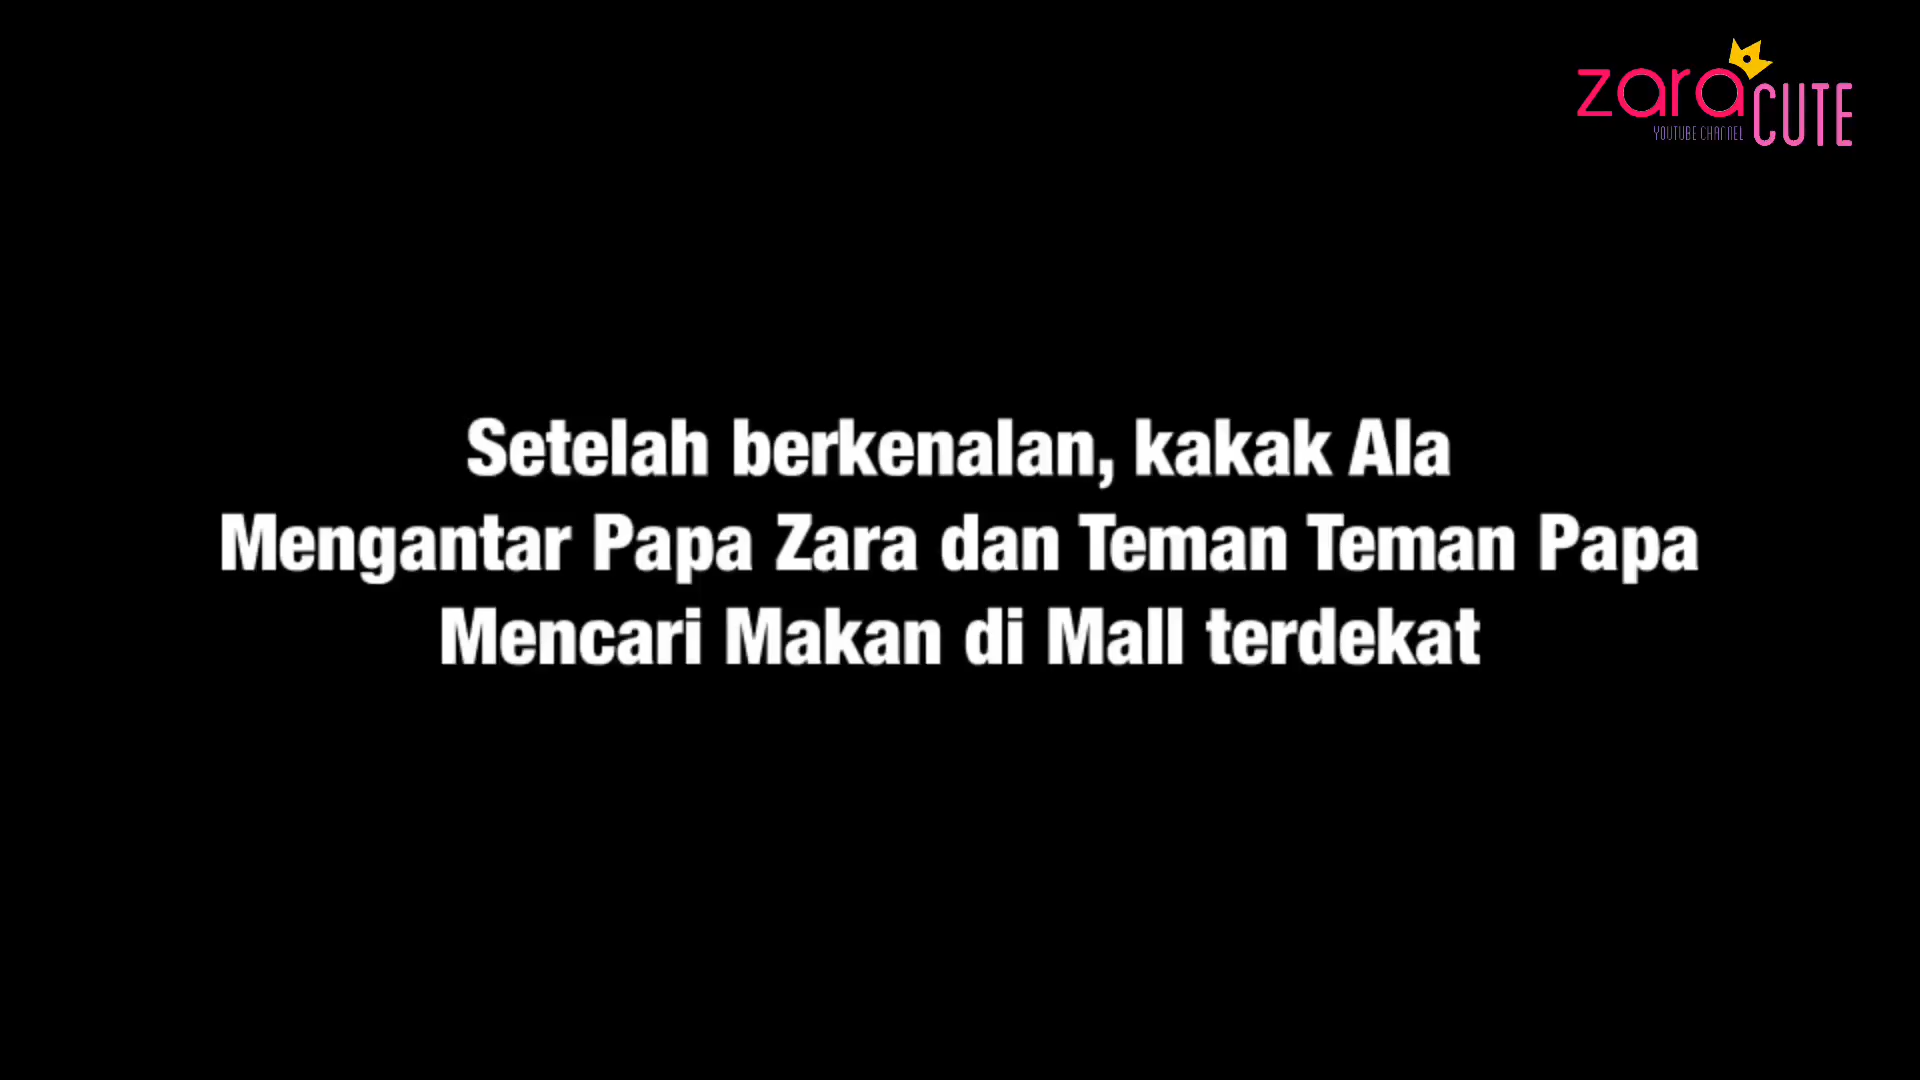 zara CUTE
YOUTUBE CHANNEL
Setelah berkenalan, kakak Ala
Mengantar Papa Zara dan Teman Teman Papa
Mencari Makan di Mall terdekat